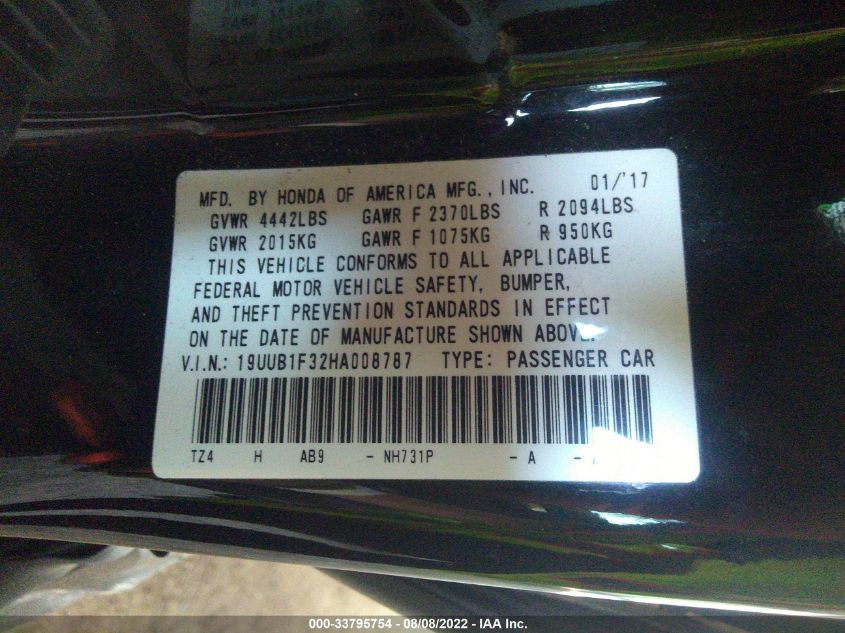 MFD. BY HONDA OF AMERICA MFG., INC. 01/'17
GVWR 4442LBS GAWR F 2370LBS R 2094LBS
GVWR 2015KG GAWR F 1075KG R 950KG
THIS VEHICLE CONFORMS TO ALL APPLICABLE
FEDERAL MOTOR VEHICLE SAFETY, BUMPER,
AND THEFT PREVENTION STANDARDS IN EFFECT
ON THE DATE OF MANUFACTURE SHOWN ABOVE.
V.I.N.: 19UUB1F32HA008787 TYPE: PASSENGER CAR
TZ4 H AB9 - NH731P - A -
000-33795754 - 08/08/2022 - IAA Inc.